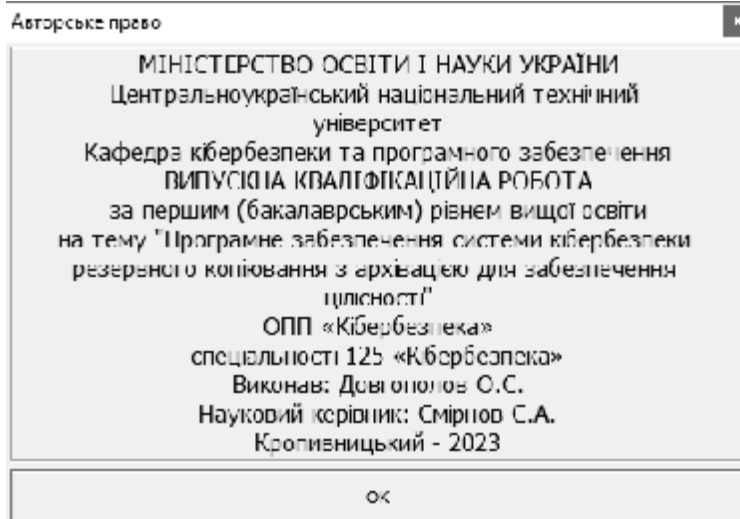 Авторське право
МІНІСТЕРСТВО ОСВІТИ І НАУКИ УКРАЇНИ
Центральноукраїнський національний технічний
університет
Кафедра кібербезпеки та програмного забезпечення
ВИПУСКНА КВАЛІФІКАЦІЙНА РОБОТА
за першим (бакалаврським) рівнем вищої освіти
на тему "Програмне забезпечення системи кібербезпеки
резервного копіювання з архівацією для забезпечення
цілісності"
ОПП «Кібербезпека»
спеціальності 125 «Кібербезпека»
Виконав: Довгополов О.С.
Науковий керівник: Смірнов С.А.
Кропивницький - 2023
ОК